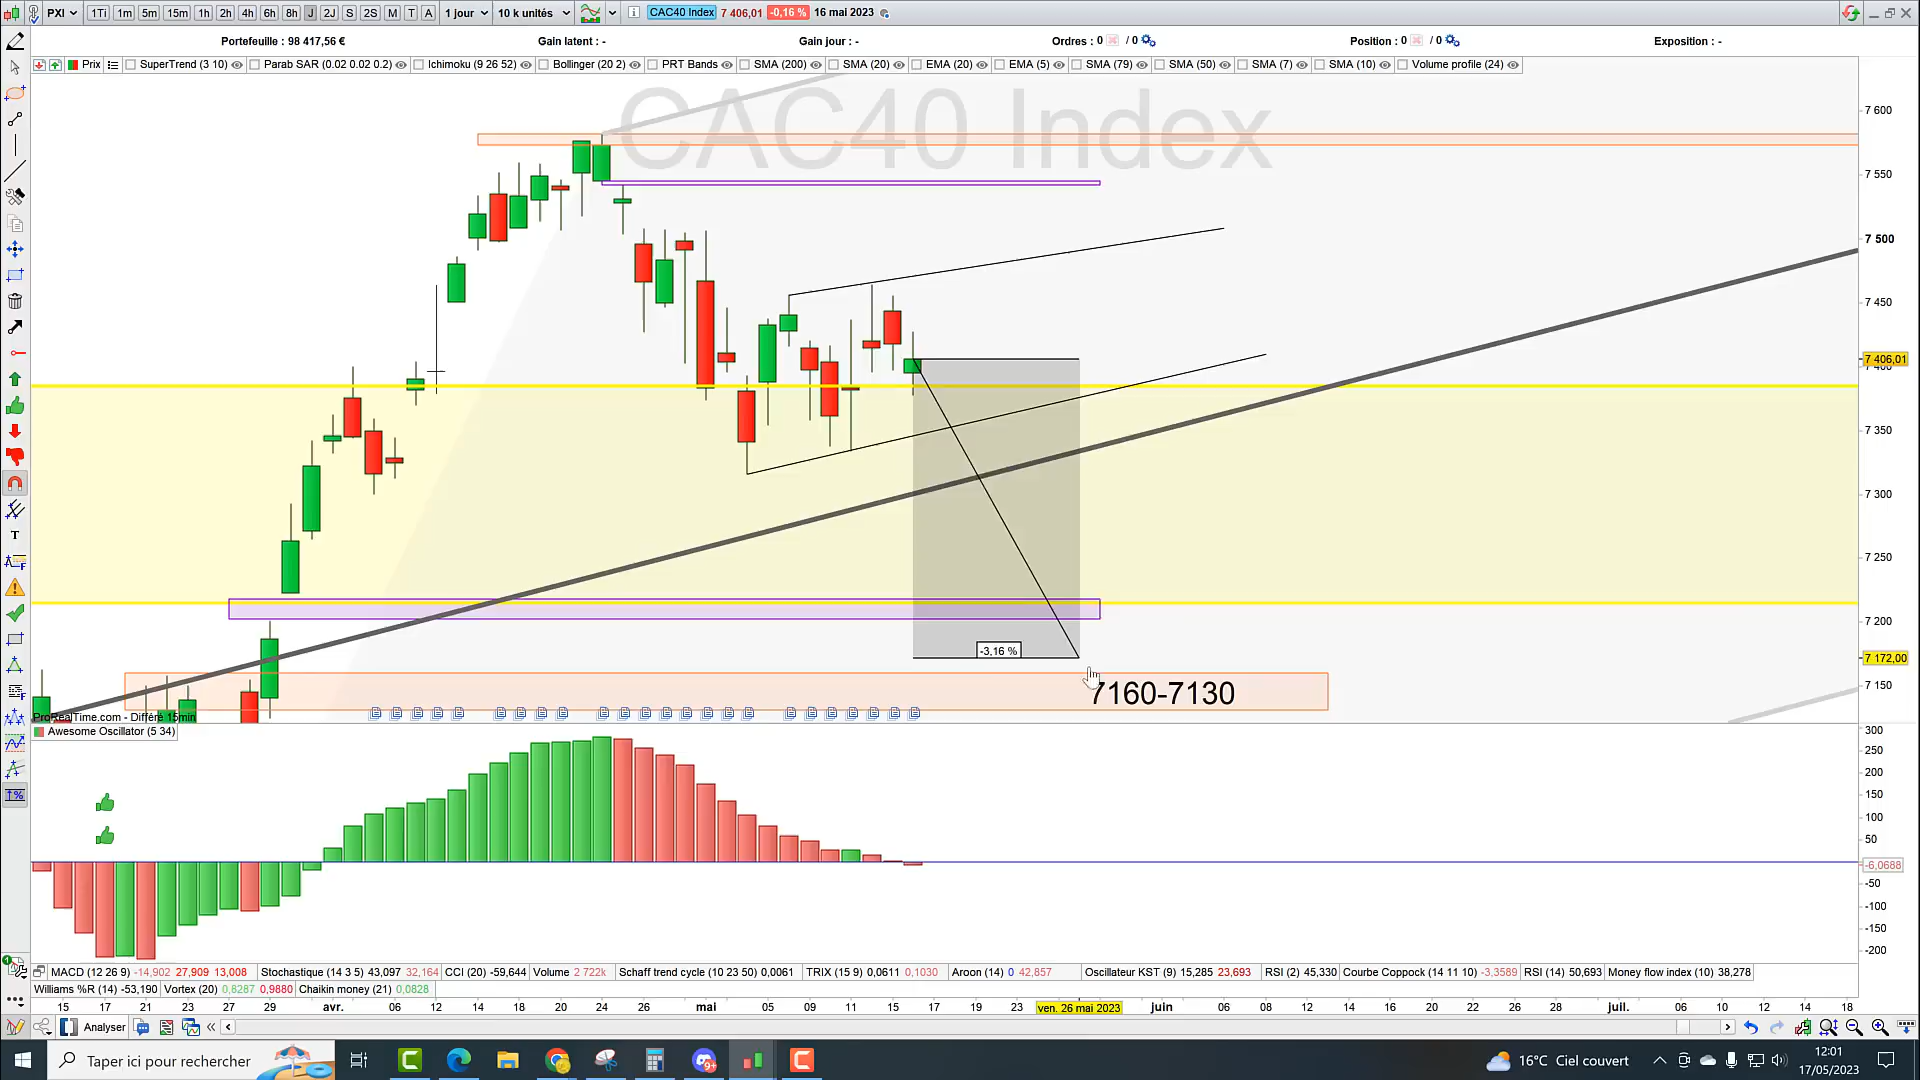 PXI 1Ti 1m 5m 15m 1h 2h 4h 6h 8h J 2J S 2S M T A 1 jour 10 k unités CAC40 Index 7 406,01 -0,16 % 16 mai 2023
Portefeuille : 98 417,56 € Gain latent : - Gain jour : - Ordres : 0 / 0 Position : 0 / 0 Exposition : -
Prix SuperTrend (3 10) Parab SAR (0.02 0.02 0.2) Ichimoku (9 26 52) Bollinger (20 2) PRT Bands SMA (200) SMA (20) EMA (20) EMA (5) SMA (79) SMA (50) SMA (7) SMA (10) Volume profile (24)
CAC40 Index
7 600
7 550
7 500
7 450
7 406,01
7 400
7 350
7 300
7 250
7 200
-3,16 %
7 172,00
7160-7130
7 150
ProRealTime.com - Différé 15min
Awesome Oscillator (5 34)
300
250
200
150
100
50
-6,0688
-50
-100
-150
-200
MACD (12 26 9) -14,902 27,909 13,008 Stochastique (14 3 5) 43,097 32,164 CCI (20) -59,644 Volume 2 722k Schaff trend cycle (10 23 50) 0,0061 TRIX (15 9) 0,0611 0,1030 Aroon (14) 0 42,857 Oscillateur KST (9) 15,285 23,693 RSI (2) 45,330 Courbe Coppock (14 11 10) -3,3589 RSI (14) 50,693 Money flow index (10) 38,278
Williams %R (14) -53,190 Vortex (20) 0,8287 0,9880 Chaikin money (21) 0,0828
15 17 21 23 27 29 avr. 06 12 14 18 20 24 26 mai 05 09 11 15 17 19 23 ven. 26 mai 2023 juin 06 08 12 14 16 20 22 26 28 juil. 06 10 12 14 18
Analyser
Taper ici pour rechercher 9+ 16°C Ciel couvert 12:01
17/05/2023